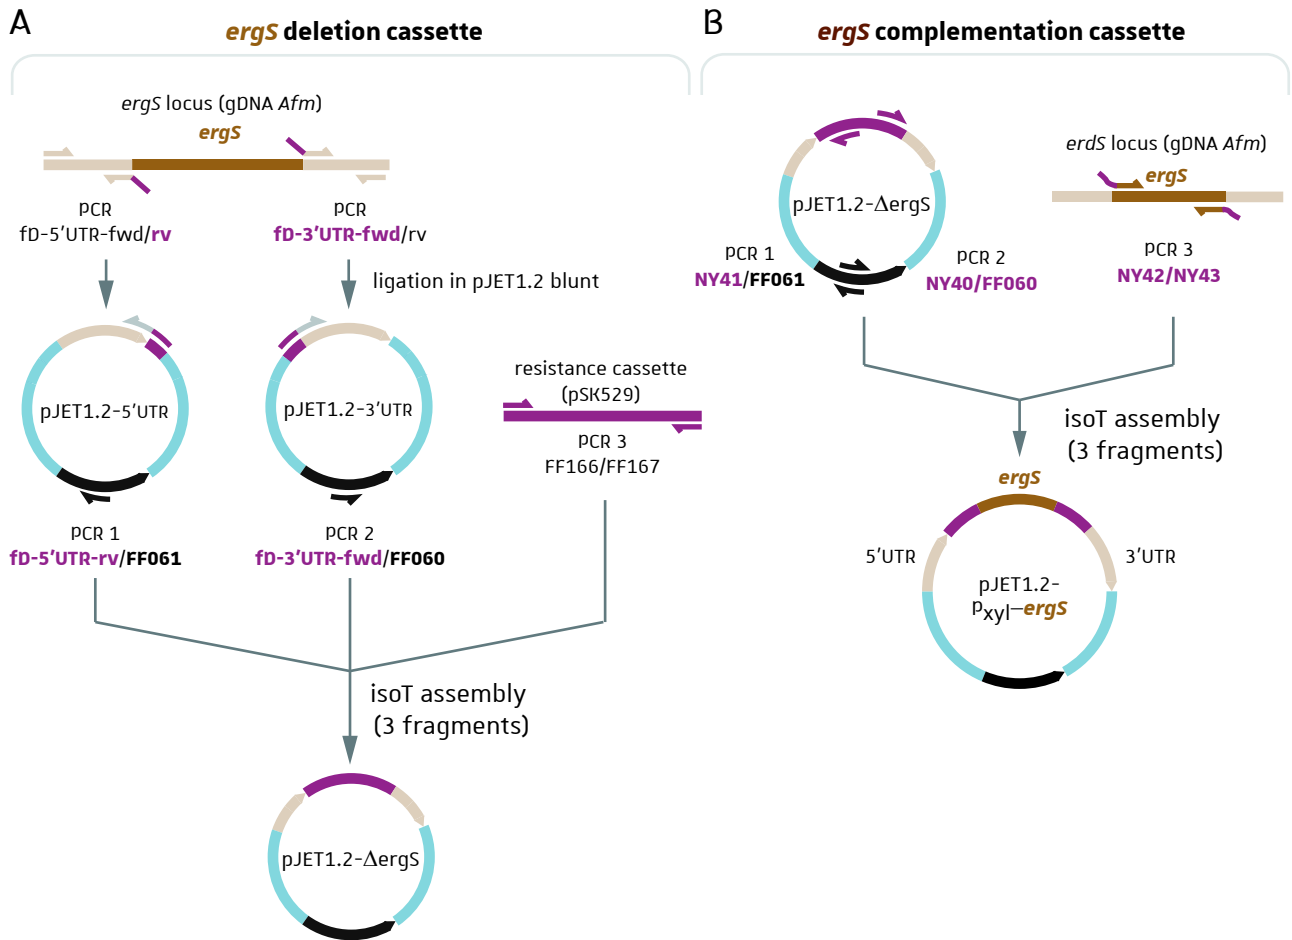 A
ergS deletion cassette
ergS locus (gDNA Afm)
ergS
PCR
fD-5'UTR-fwd/rv
PCR
fD-3'UTR-fwd/rv
ligation in pJET1.2 blunt
pJET1.2-5'UTR
pJET1.2-3'UTR
resistance cassette
(pSK529)
PCR 3
FF166/FF167
PCR 1
fD-5'UTR-rv/FF061
PCR 2
fD-3'UTR-fwd/FF060
isoT assembly
(3 fragments)
pJET1.2-ΔergS
B
ergS complementation cassette
pJET1.2-ΔergS
erdS locus (gDNA Afm)
ergS
PCR 1
NY41/FF061
PCR 2
NY40/FF060
PCR 3
NY42/NY43
isoT assembly
(3 fragments)
ergS
5'UTR
3'UTR
pJET1.2-
pxyl–ergS